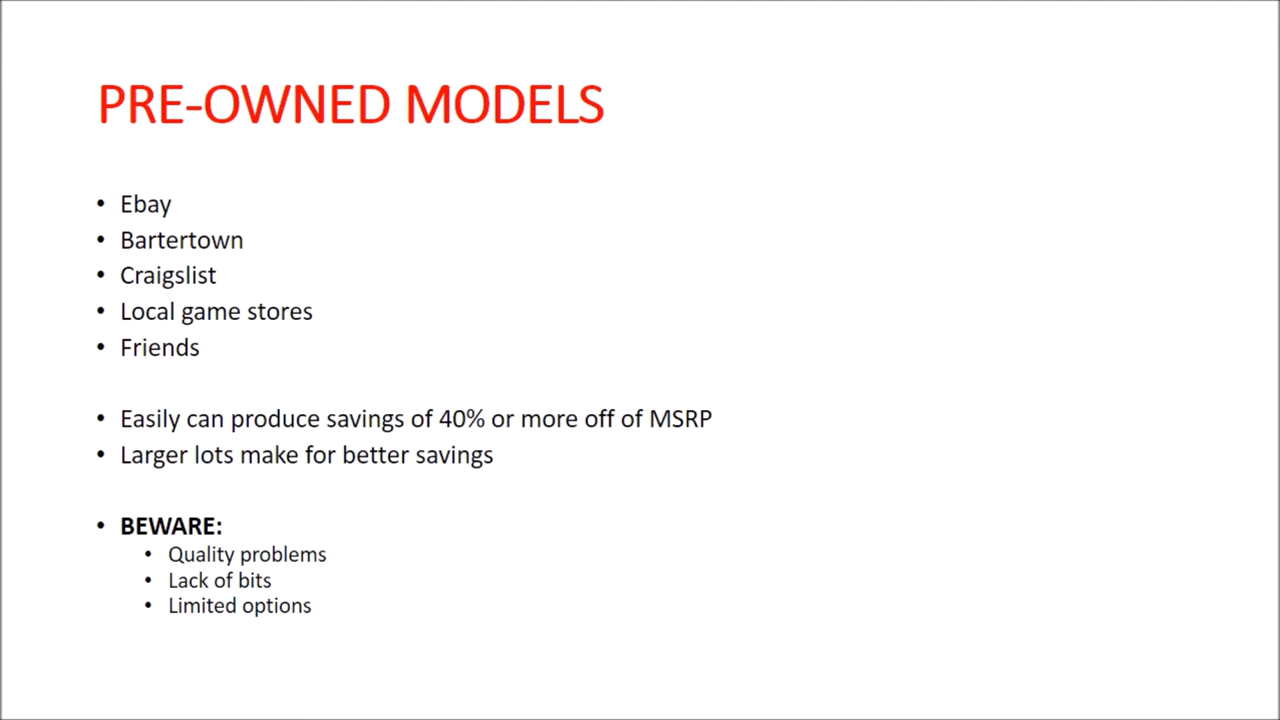 PRE-OWNED MODELS
• Ebay
• Bartertown
• Craigslist
• Local game stores
• Friends
• Easily can produce savings of 40% or more off of MSRP
• Larger lots make for better savings
• BEWARE:
• Quality problems
• Lack of bits
• Limited options